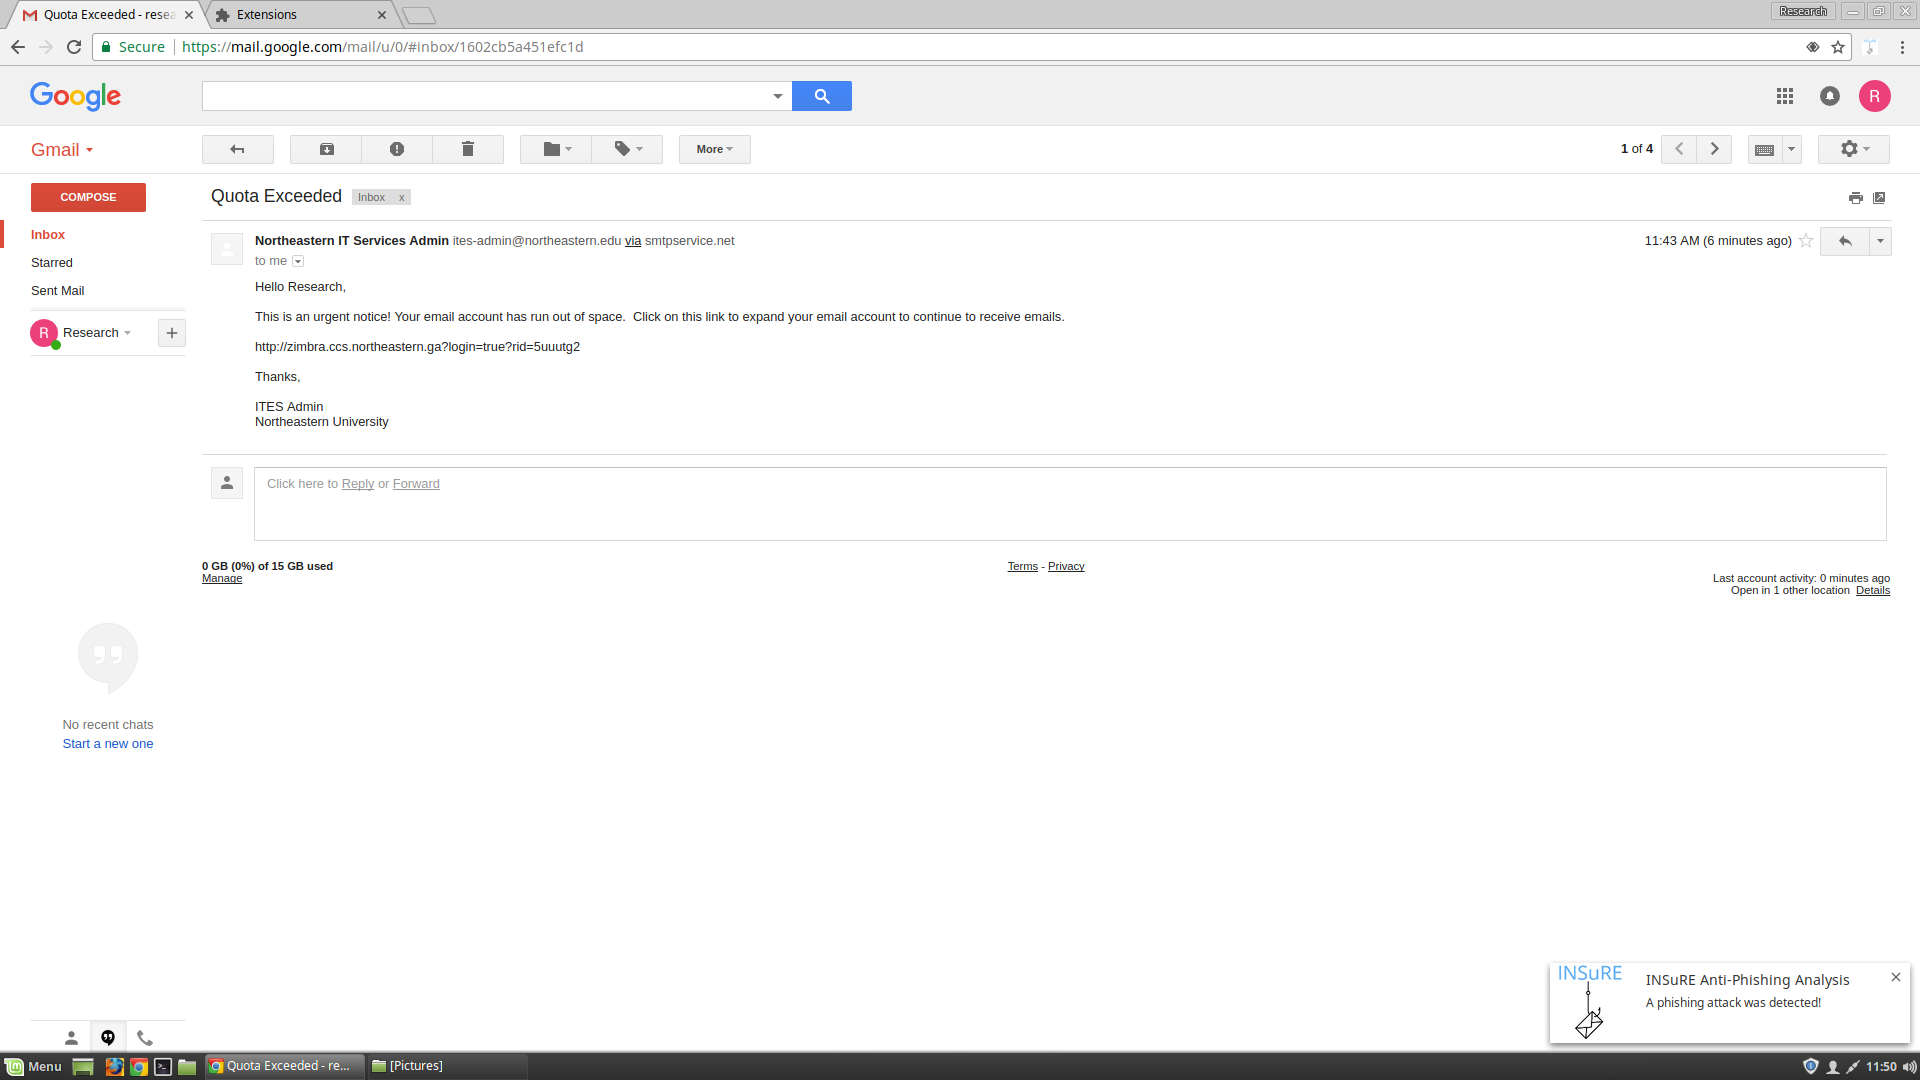 Quota Exceeded - resea
Extensions
Research
Secure
https://mail.google.com/mail/u/0/#inbox/1602cb5a451efc1d
Google
R
Gmail
More
1 of 4
COMPOSE
Quota Exceeded
Inbox x
Inbox
Starred
Sent Mail
R Research
Northeastern IT Services Admin ites-admin@northeastern.edu via smtpservice.net
11:43 AM (6 minutes ago)
to me
Hello Research,
This is an urgent notice! Your email account has run out of space.  Click on this link to expand your email account to continue to receive emails.
http://zimbra.ccs.northeastern.ga?login=true?rid=5uuutg2
Thanks,
ITES Admin
Northeastern University
Click here to Reply or Forward
0 GB (0%) of 15 GB used
Manage
Terms - Privacy
Last account activity: 0 minutes ago
Open in 1 other location  Details
No recent chats
Start a new one
INSuRE
INSuRE Anti-Phishing Analysis
A phishing attack was detected!
Menu
Quota Exceeded - re...
[Pictures]
11:50